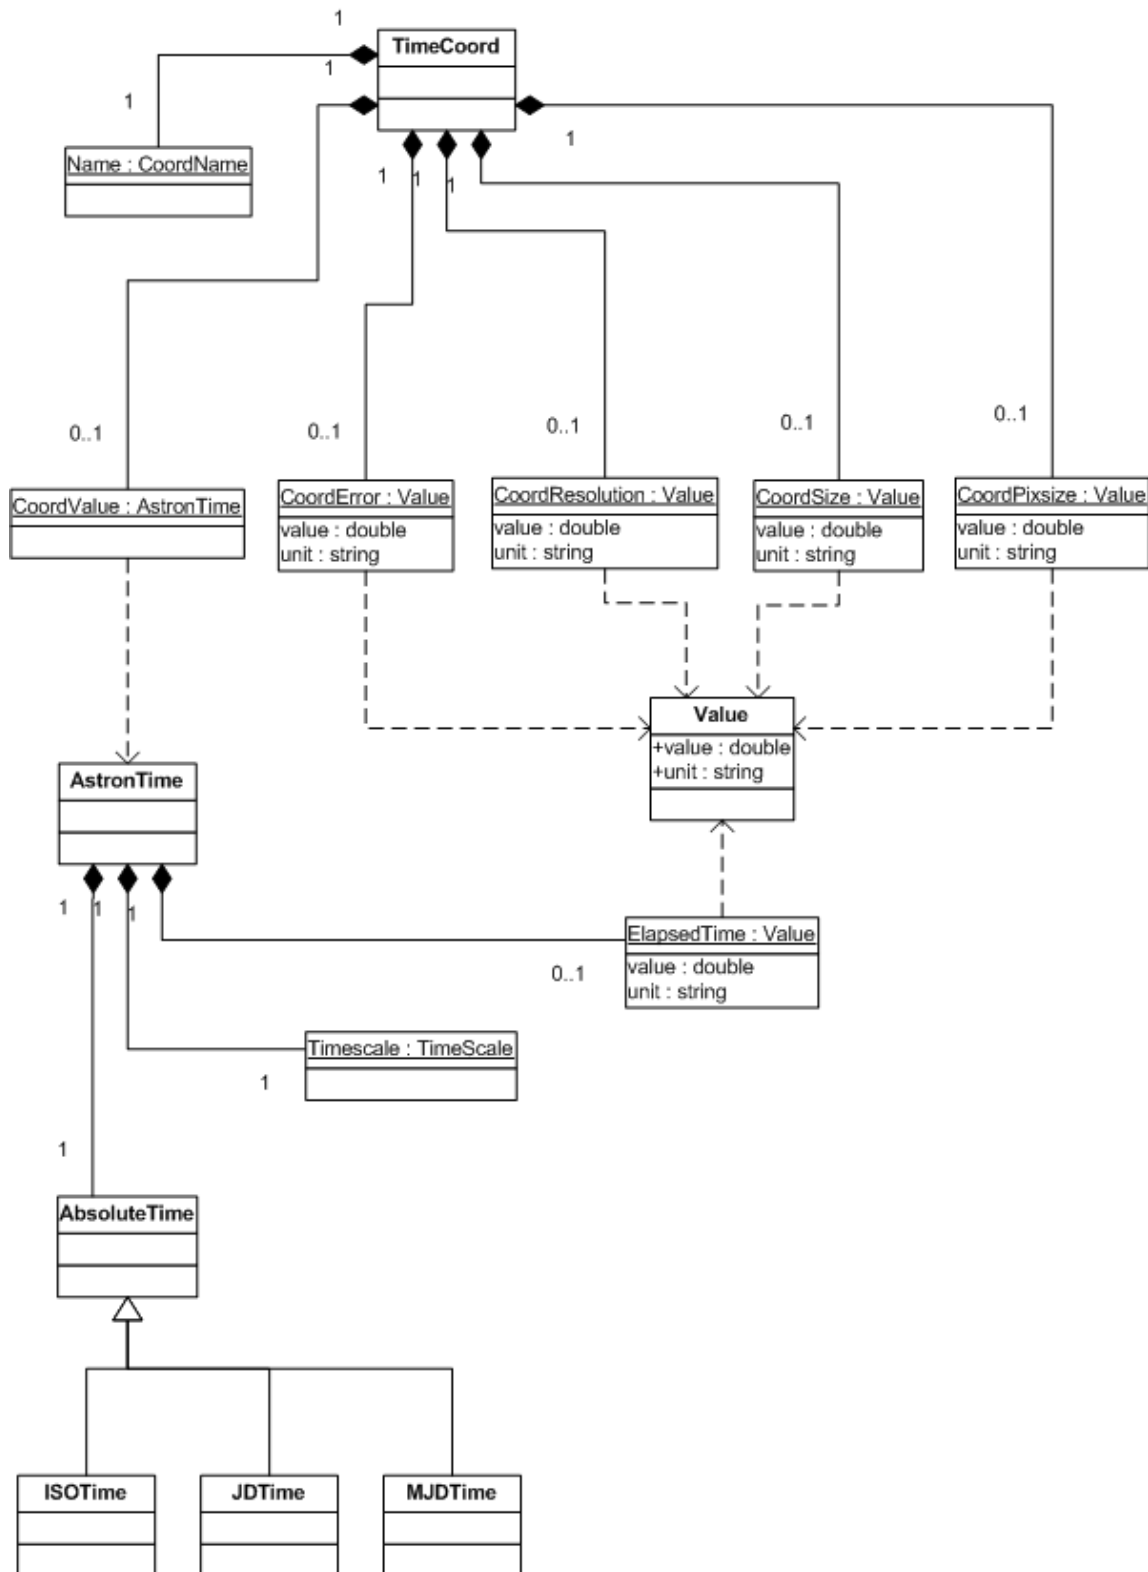 1
TimeCoord
1
1
1
Name : CoordName
1
1
1
0..1
0..1
0..1
0..1
0..1
CoordValue : AstronTime
CoordError : Value
value : double
unit : string
CoordResolution : Value
value : double
unit : string
CoordSize : Value
value : double
unit : string
CoordPixsize : Value
value : double
unit : string
Value
+value : double
+unit : string
AstronTime
1
1
1
ElapsedTime : Value
value : double
unit : string
0..1
Timescale : TimeScale
1
1
AbsoluteTime
ISOTime
JDTime
MJDTime